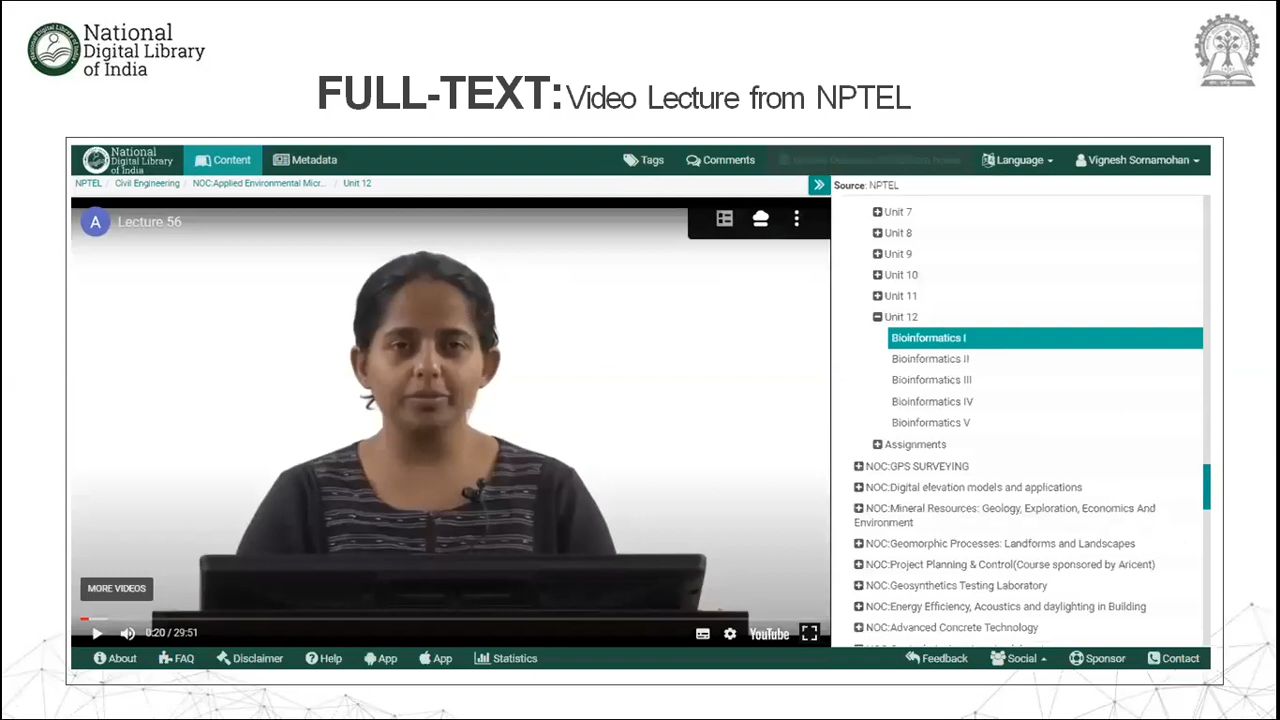 National
Digital Library
of India
FULL-TEXT: Video Lecture from NPTEL
National
Digital Library
of India
Content
Metadata
Tags
Comments
Language
Vignesh Sornamohan
NPTEL / Civil Engineering / NOC:Applied Environmental Micr... / Unit 12
Source: NPTEL
A
Lecture 56
Unit 7
Unit 8
Unit 9
Unit 10
Unit 11
Unit 12
Bioinformatics I
Bioinformatics II
Bioinformatics III
Bioinformatics IV
Bioinformatics V
Assignments
NOC:GPS SURVEYING
NOC:Digital elevation models and applications
NOC:Mineral Resources: Geology, Exploration, Economics And
Environment
NOC:Geomorphic Processes: Landforms and Landscapes
NOC:Project Planning & Control(Course sponsored by Aricent)
NOC:Geosynthetics Testing Laboratory
NOC:Energy Efficiency, Acoustics and daylighting in Building
NOC:Advanced Concrete Technology
MORE VIDEOS
0:20 / 29:51
YouTube
About
FAQ
Disclaimer
Help
App
App
Statistics
Feedback
Social
Sponsor
Contact